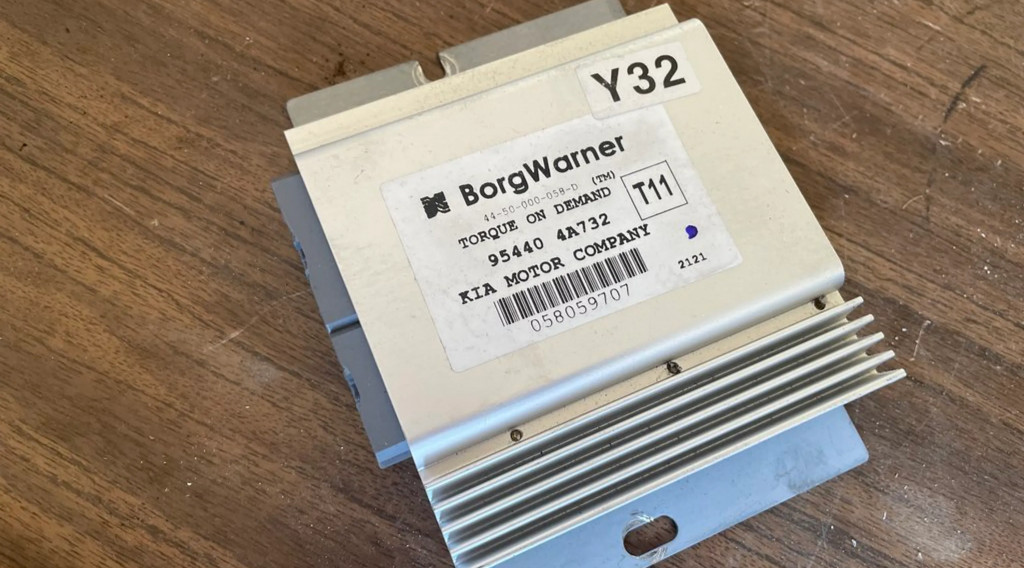 Y32
BorgWarner
44-50-000-058-D (TM)
TORQUE ON DEMAND
T11
95440 4A732
KIA MOTOR COMPANY
058059707
2121